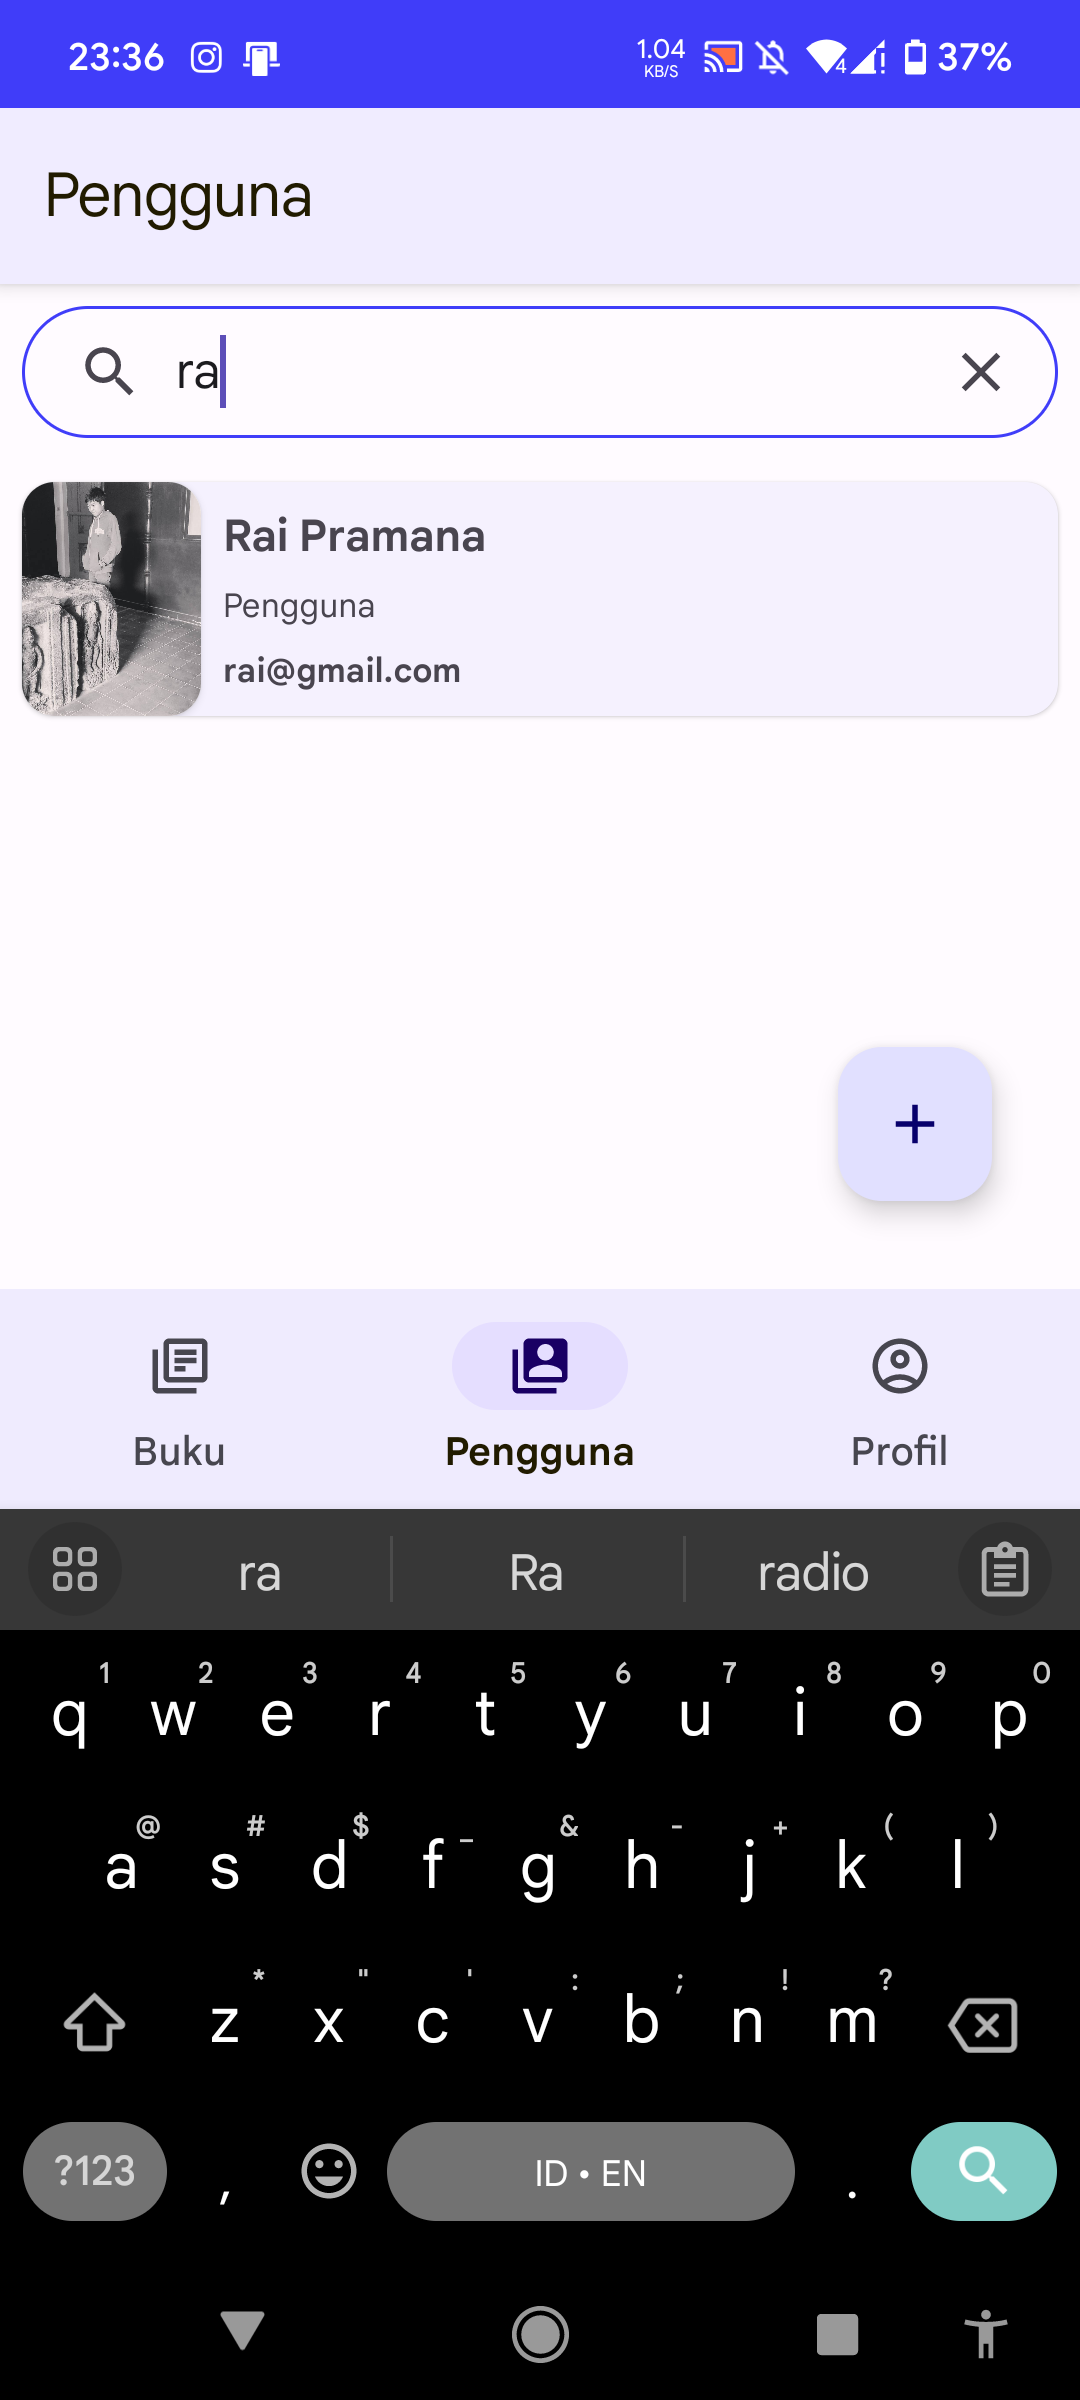 23:36 1.04 KB/S 4 37%
Pengguna
ra
Rai Pramana
Pengguna
rai@gmail.com
+
Buku Pengguna Profil
ra Ra radio
1 2 3 4 5 6 7 8 9 0
q w e r t y u i o p
@ # $ _ & - + ( )
a s d f g h j k l
* " ' : ; ! ?
z x c v b n m
?123 , ID • EN .